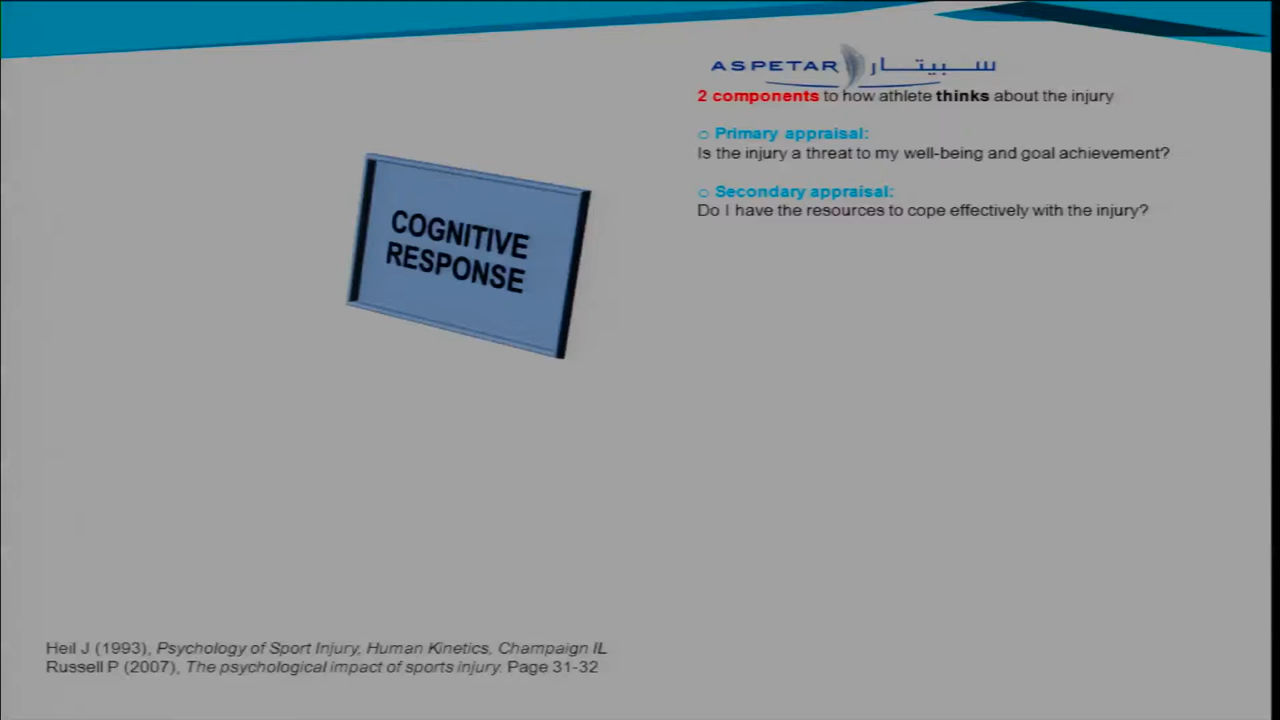 ASPETAR سبيتار
2 components to how athlete thinks about the injury
o Primary appraisal:
Is the injury a threat to my well-being and goal achievement?
o Secondary appraisal:
Do I have the resources to cope effectively with the injury?
COGNITIVE
RESPONSE
Heil J (1993), Psychology of Sport Injury, Human Kinetics, Champaign IL
Russell P (2007), The psychological impact of sports injury. Page 31-32